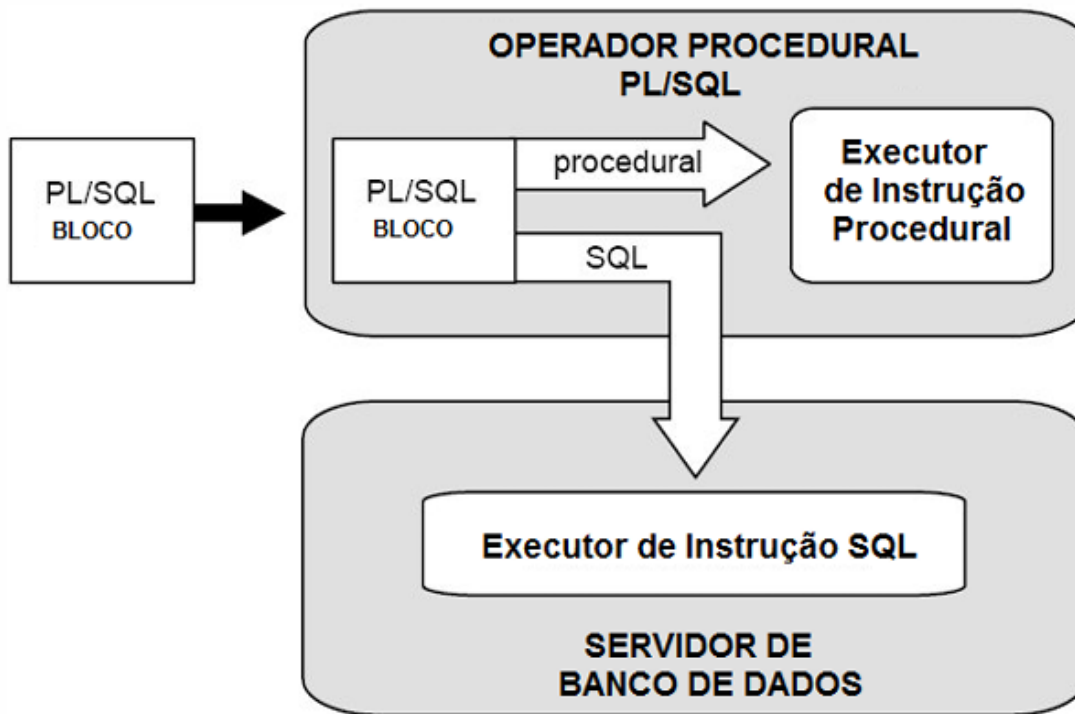 OPERADOR PROCEDURAL
PL/SQL
PL/SQL
BLOCO
PL/SQL
BLOCO
procedural
SQL
Executor
de Instrução
Procedural
Executor de Instrução SQL
SERVIDOR DE
BANCO DE DADOS